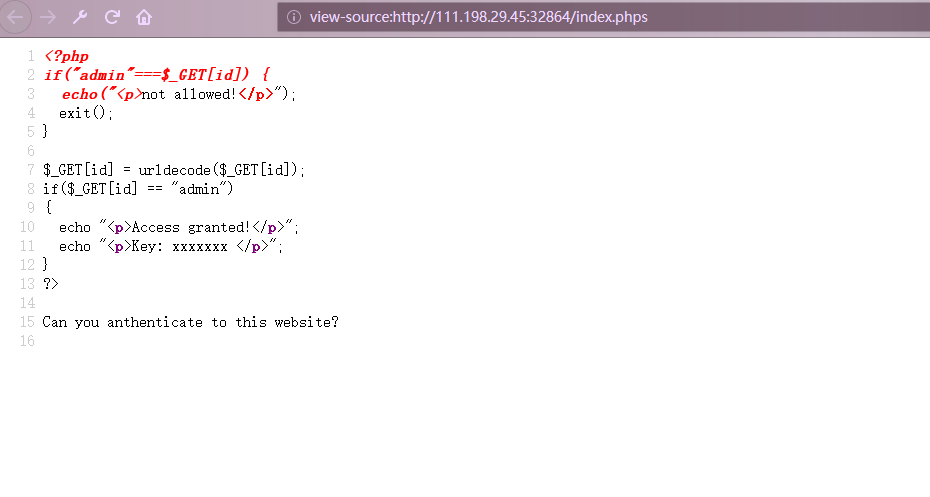 view-source:http://111.198.29.45:32864/index.phps
1 <?php
2 if("admin"===$_GET[id]) {
3   echo("<p>not allowed!</p>");
4   exit();
5 }
6
7 $_GET[id] = urldecode($_GET[id]);
8 if($_GET[id] == "admin")
9 {
10   echo "<p>Access granted!</p>";
11   echo "<p>Key: xxxxxxx </p>";
12 }
13 ?>
14
15 Can you anthenticate to this website?
16